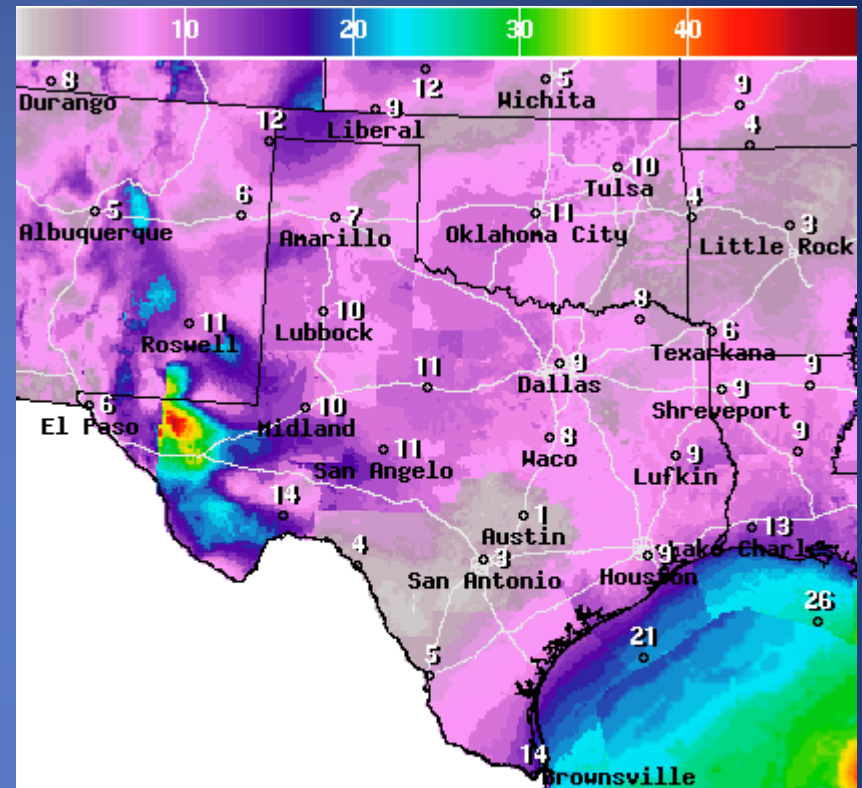 10 20 30 40
8
Durango
12
5
Wichita
9
9
Liberal
12
4
10
Tulsa
5
Albuquerque
6
7
Amarillo
11
Oklahoma City
4
3
Little Rock
11
Roswell
10
Lubbock
8
6
Texarkana
9
Dallas
11
9
Shreveport
9
6
El Paso
10
Midland
8
Waco
11
San Angelo
9
Lufkin
9
14
1
Austin
13
Lake Charles
4
3
San Antonio
9
Houston
26
21
5
14
Brownsville